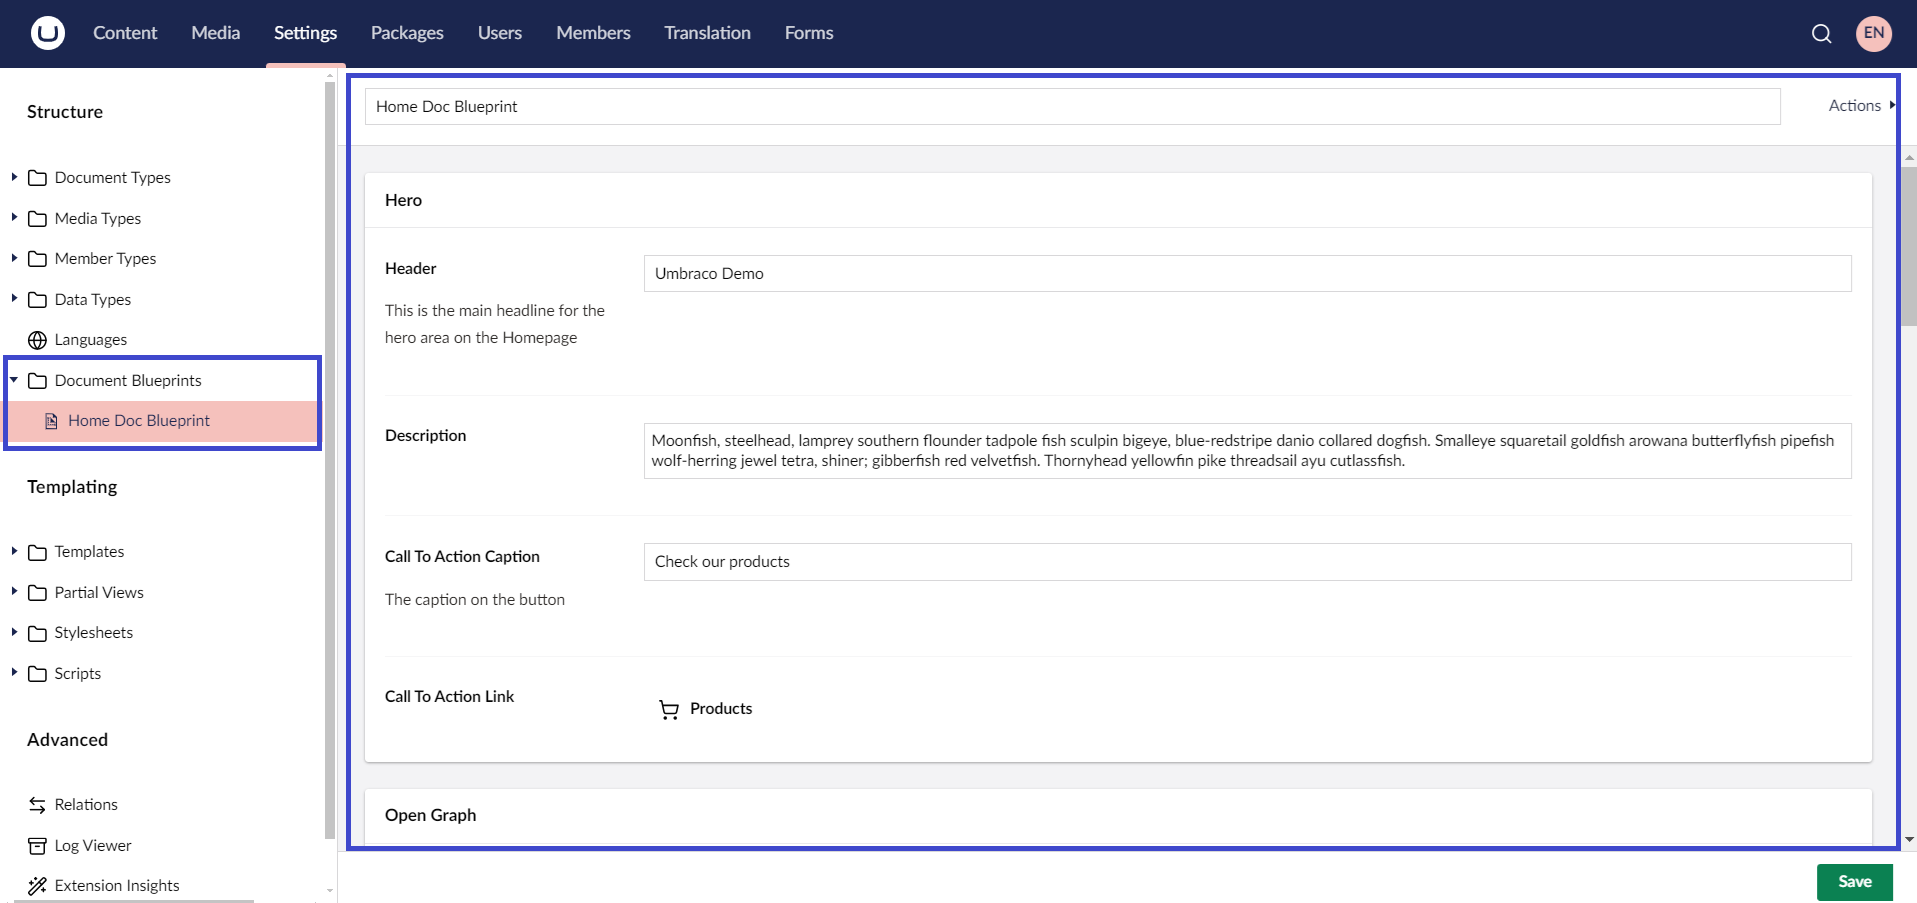 Content Media Settings Packages Users Members Translation Forms
EN
Structure
Document Types
Media Types
Member Types
Data Types
Languages
Document Blueprints
Home Doc Blueprint
Templating
Templates
Partial Views
Stylesheets
Scripts
Advanced
Relations
Log Viewer
Extension Insights
Home Doc Blueprint
Actions
Hero
Header
This is the main headline for the
hero area on the Homepage
Umbraco Demo
Description
Moonfish, steelhead, lamprey southern flounder tadpole fish sculpin bigeye, blue-redstripe danio collared dogfish. Smalleye squaretail goldfish arowana butterflyfish pipefish
wolf-herring jewel tetra, shiner; gibberfish red velvetfish. Thornyhead yellowfin pike threadsail ayu cutlassfish.
Call To Action Caption
The caption on the button
Check our products
Call To Action Link
Products
Open Graph
Save